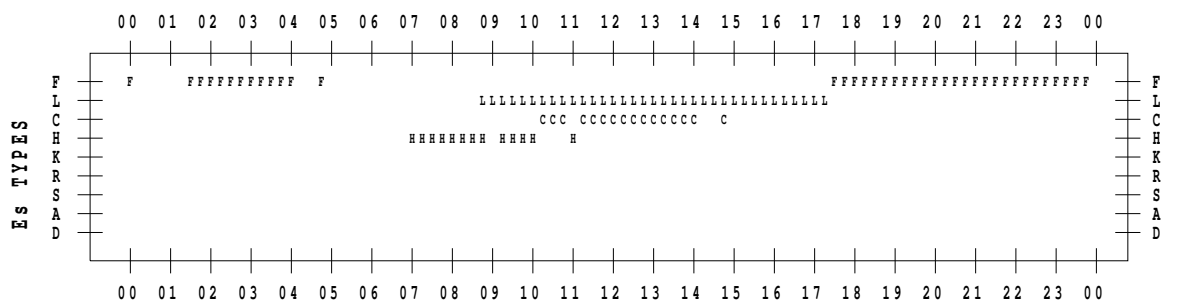 00 01 02 03 04 05 06 07 08 09 10 11 12 13 14 15 16 17 18 19 20 21 22 23 00
Es TYPES
F F FFFFFFFFFFF F FFFFFFFFFFFFFFFFFFFFFFFFFF F
L LLLLLLLLLLLLLLLLLLLLLLLLLLLLLLLLLLL L
C CCC CCCCCCCCCCCC C C
H HHHHHHHH HHHH H H
K K
R R
S S
A A
D D
00 01 02 03 04 05 06 07 08 09 10 11 12 13 14 15 16 17 18 19 20 21 22 23 00